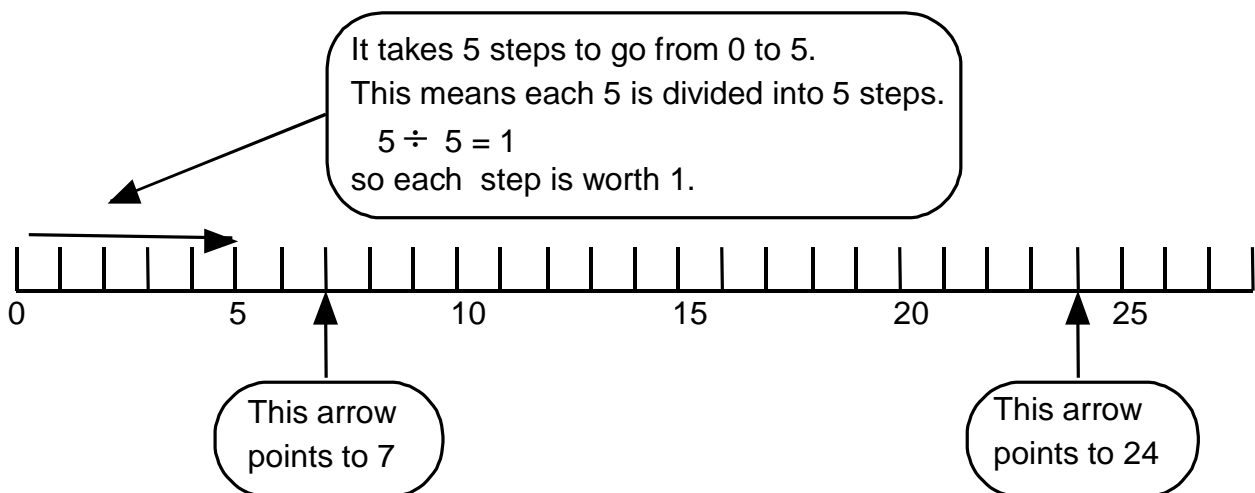 It takes 5 steps to go from 0 to 5.
This means each 5 is divided into 5 steps.
5 ÷ 5 = 1
so each step is worth 1.
0 5 10 15 20 25
This arrow
points to 7
This arrow
points to 24